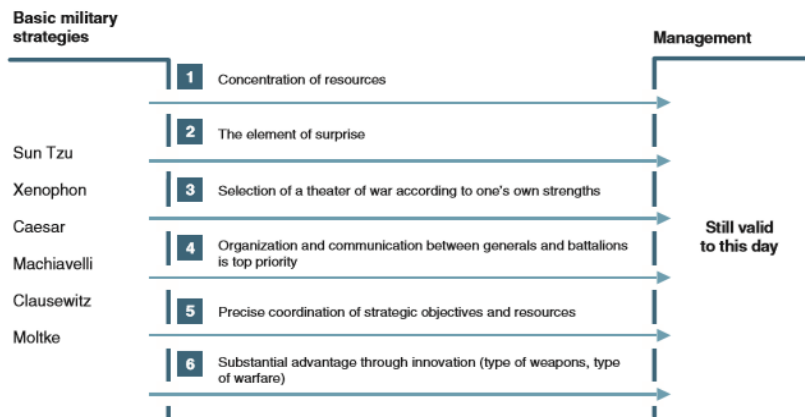 Basic military
strategies
Management
1
Concentration of resources
2
The element of surprise
Sun Tzu
Xenophon
Caesar
Machiavelli
Clausewitz
Moltke
3
Selection of a theater of war according to one's own strengths
4
Organization and communication between generals and battalions
is top priority
5
Precise coordination of strategic objectives and resources
6
Substantial advantage through innovation (type of weapons, type
of warfare)
Still valid
to this day